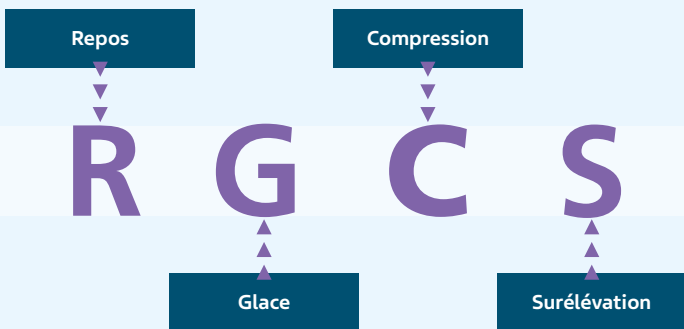 Repos
Compression
R G C S
Glace
Surélévation